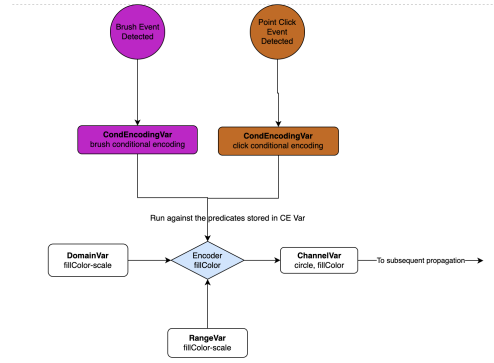 Brush Event
Detected
Point Click
Event
Detected
CondEncodingVar
brush conditional encoding
CondEncodingVar
click conditional encoding
Run against the predicates stored in CE Var
DomainVar
fillColor-scale
Encoder
fillColor
ChannelVar
circle, fillColor
To subsequent propagation
RangeVar
fillColor-scale